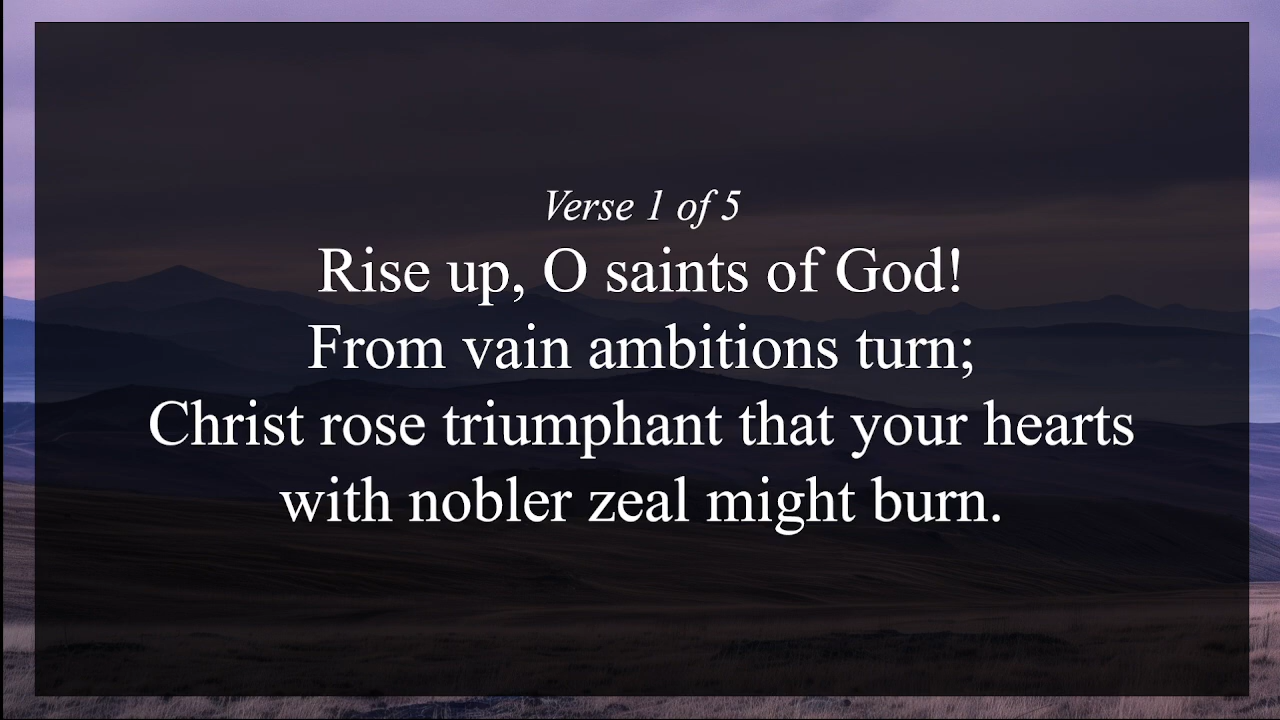 Verse 1 of 5
Rise up, O saints of God!
From vain ambitions turn;
Christ rose triumphant that your hearts
with nobler zeal might burn.